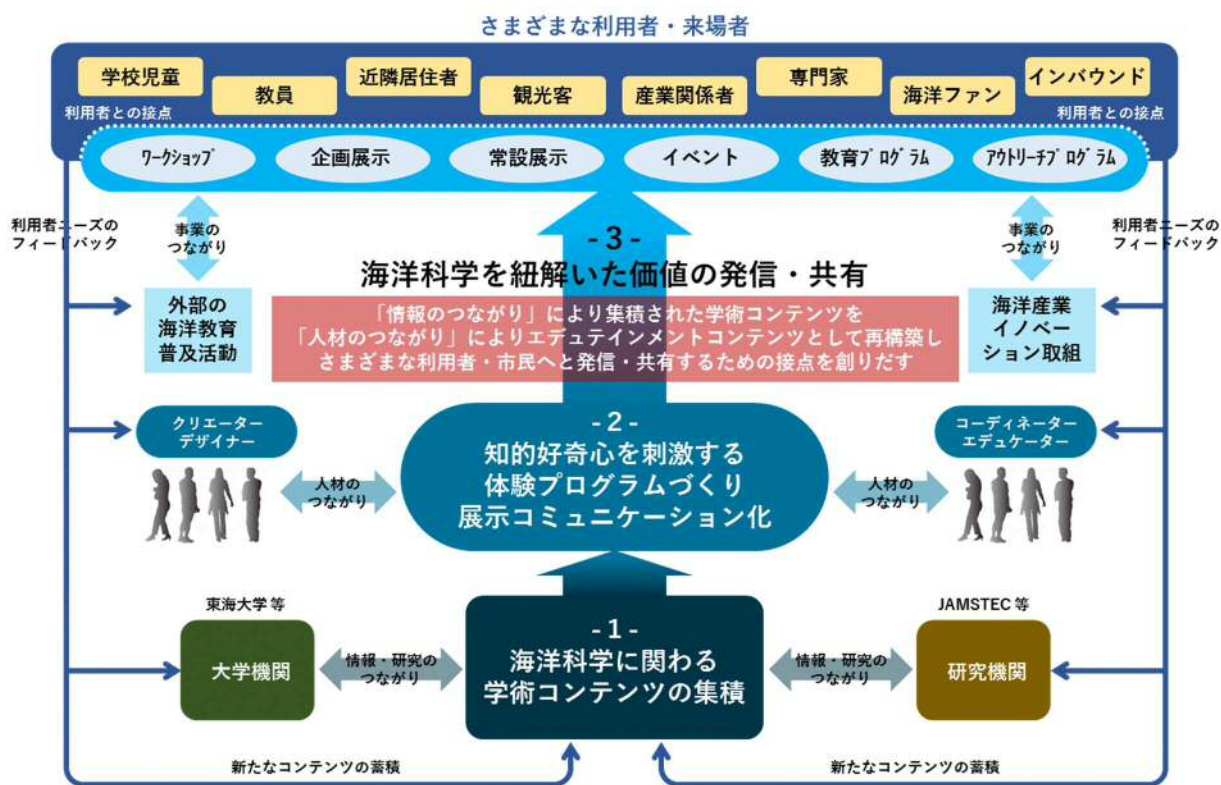 さまざまな利用者・来場者
学校児童
教員
近隣居住者
観光客
産業関係者
専門家
海洋ファン
インバウンド
利用者との接点
利用者との接点
ワークショップ
企画展示
常設展示
イベント
教育プログラム
アウトリーチプログラム
利用者ニーズの
フィードバック
事業の
つながり
- 3 -
海洋科学を紐解いた価値の発信・共有
事業の
つながり
利用者ニーズの
フィードバック
外部の
海洋教育
普及活動
「情報のつながり」により集積された学術コンテンツを
「人材のつながり」によりエデュテインメントコンテンツとして再構築し
さまざまな利用者・市民へと発信・共有するための接点を創りだす
海洋産業
イノベー
ション取組
クリエーター
デザイナー
人材の
つながり
- 2 -
知的好奇心を刺激する
体験プログラムづくり
展示コミュニケーション化
人材の
つながり
コーディネーター
エデュケーター
東海大学 等
大学機関
情報・研究の
つながり
- 1 -
海洋科学に関わる
学術コンテンツの集積
情報・研究の
つながり
JAMSTEC 等
研究機関
新たなコンテンツの蓄積
新たなコンテンツの蓄積